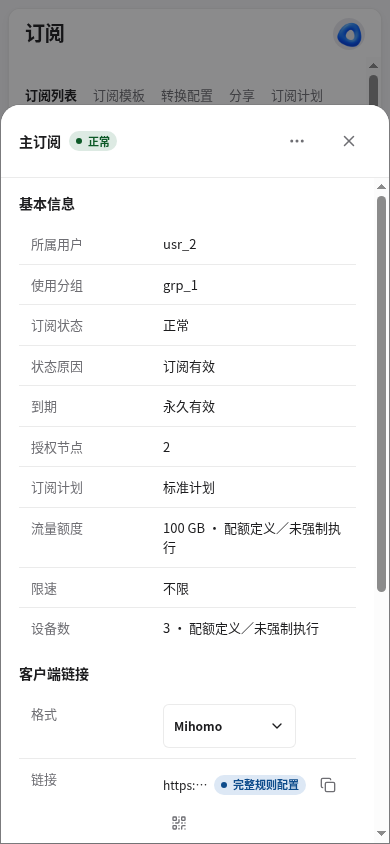 订阅
订阅列表 订阅模板 转换配置 分享 订阅计划
主订阅 正常
基本信息
所属用户 usr_2
使用分组 grp_1
订阅状态 正常
状态原因 订阅有效
到期 永久有效
授权节点 2
订阅计划 标准计划
流量额度 100 GB · 配额定义／未强制执
行
限速 不限
设备数 3 · 配额定义／未强制执行
客户端链接
格式 Mihomo
链接 https:… 完整规则配置